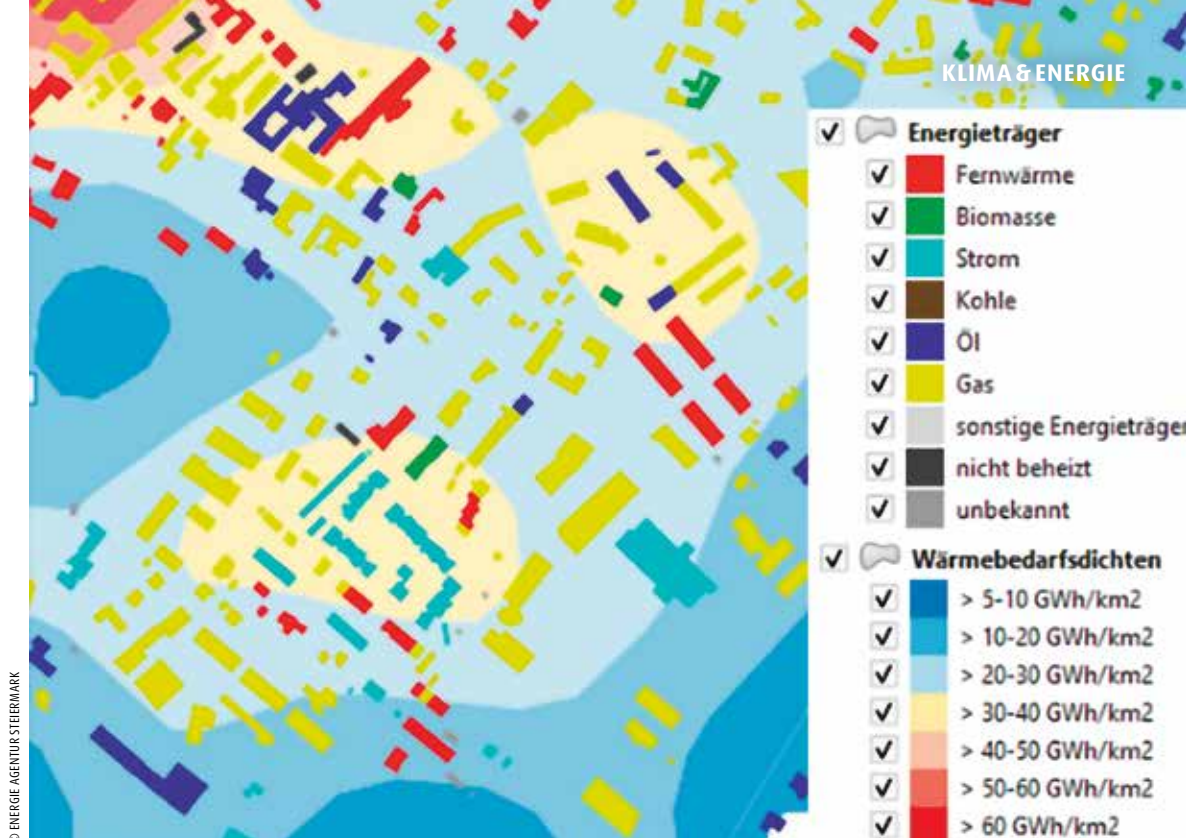 KLIMA & ENERGIE
Energieträger
Fernwärme
Biomasse
Strom
Kohle
Öl
Gas
sonstige Energieträger
nicht beheizt
unbekannt
Wärmebedarfsdichten
> 5-10 GWh/km2
> 10-20 GWh/km2
> 20-30 GWh/km2
> 30-40 GWh/km2
> 40-50 GWh/km2
> 50-60 GWh/km2
> 60 GWh/km2
© ENERGIE AGENTUR STEIERMARK